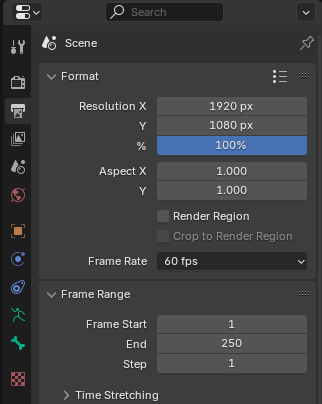 Search
Scene
Format
Resolution X 1920 px
Y 1080 px
% 100%
Aspect X 1.000
Y 1.000
Render Region
Crop to Render Region
Frame Rate 60 fps
Frame Range
Frame Start 1
End 250
Step 1
Time Stretching